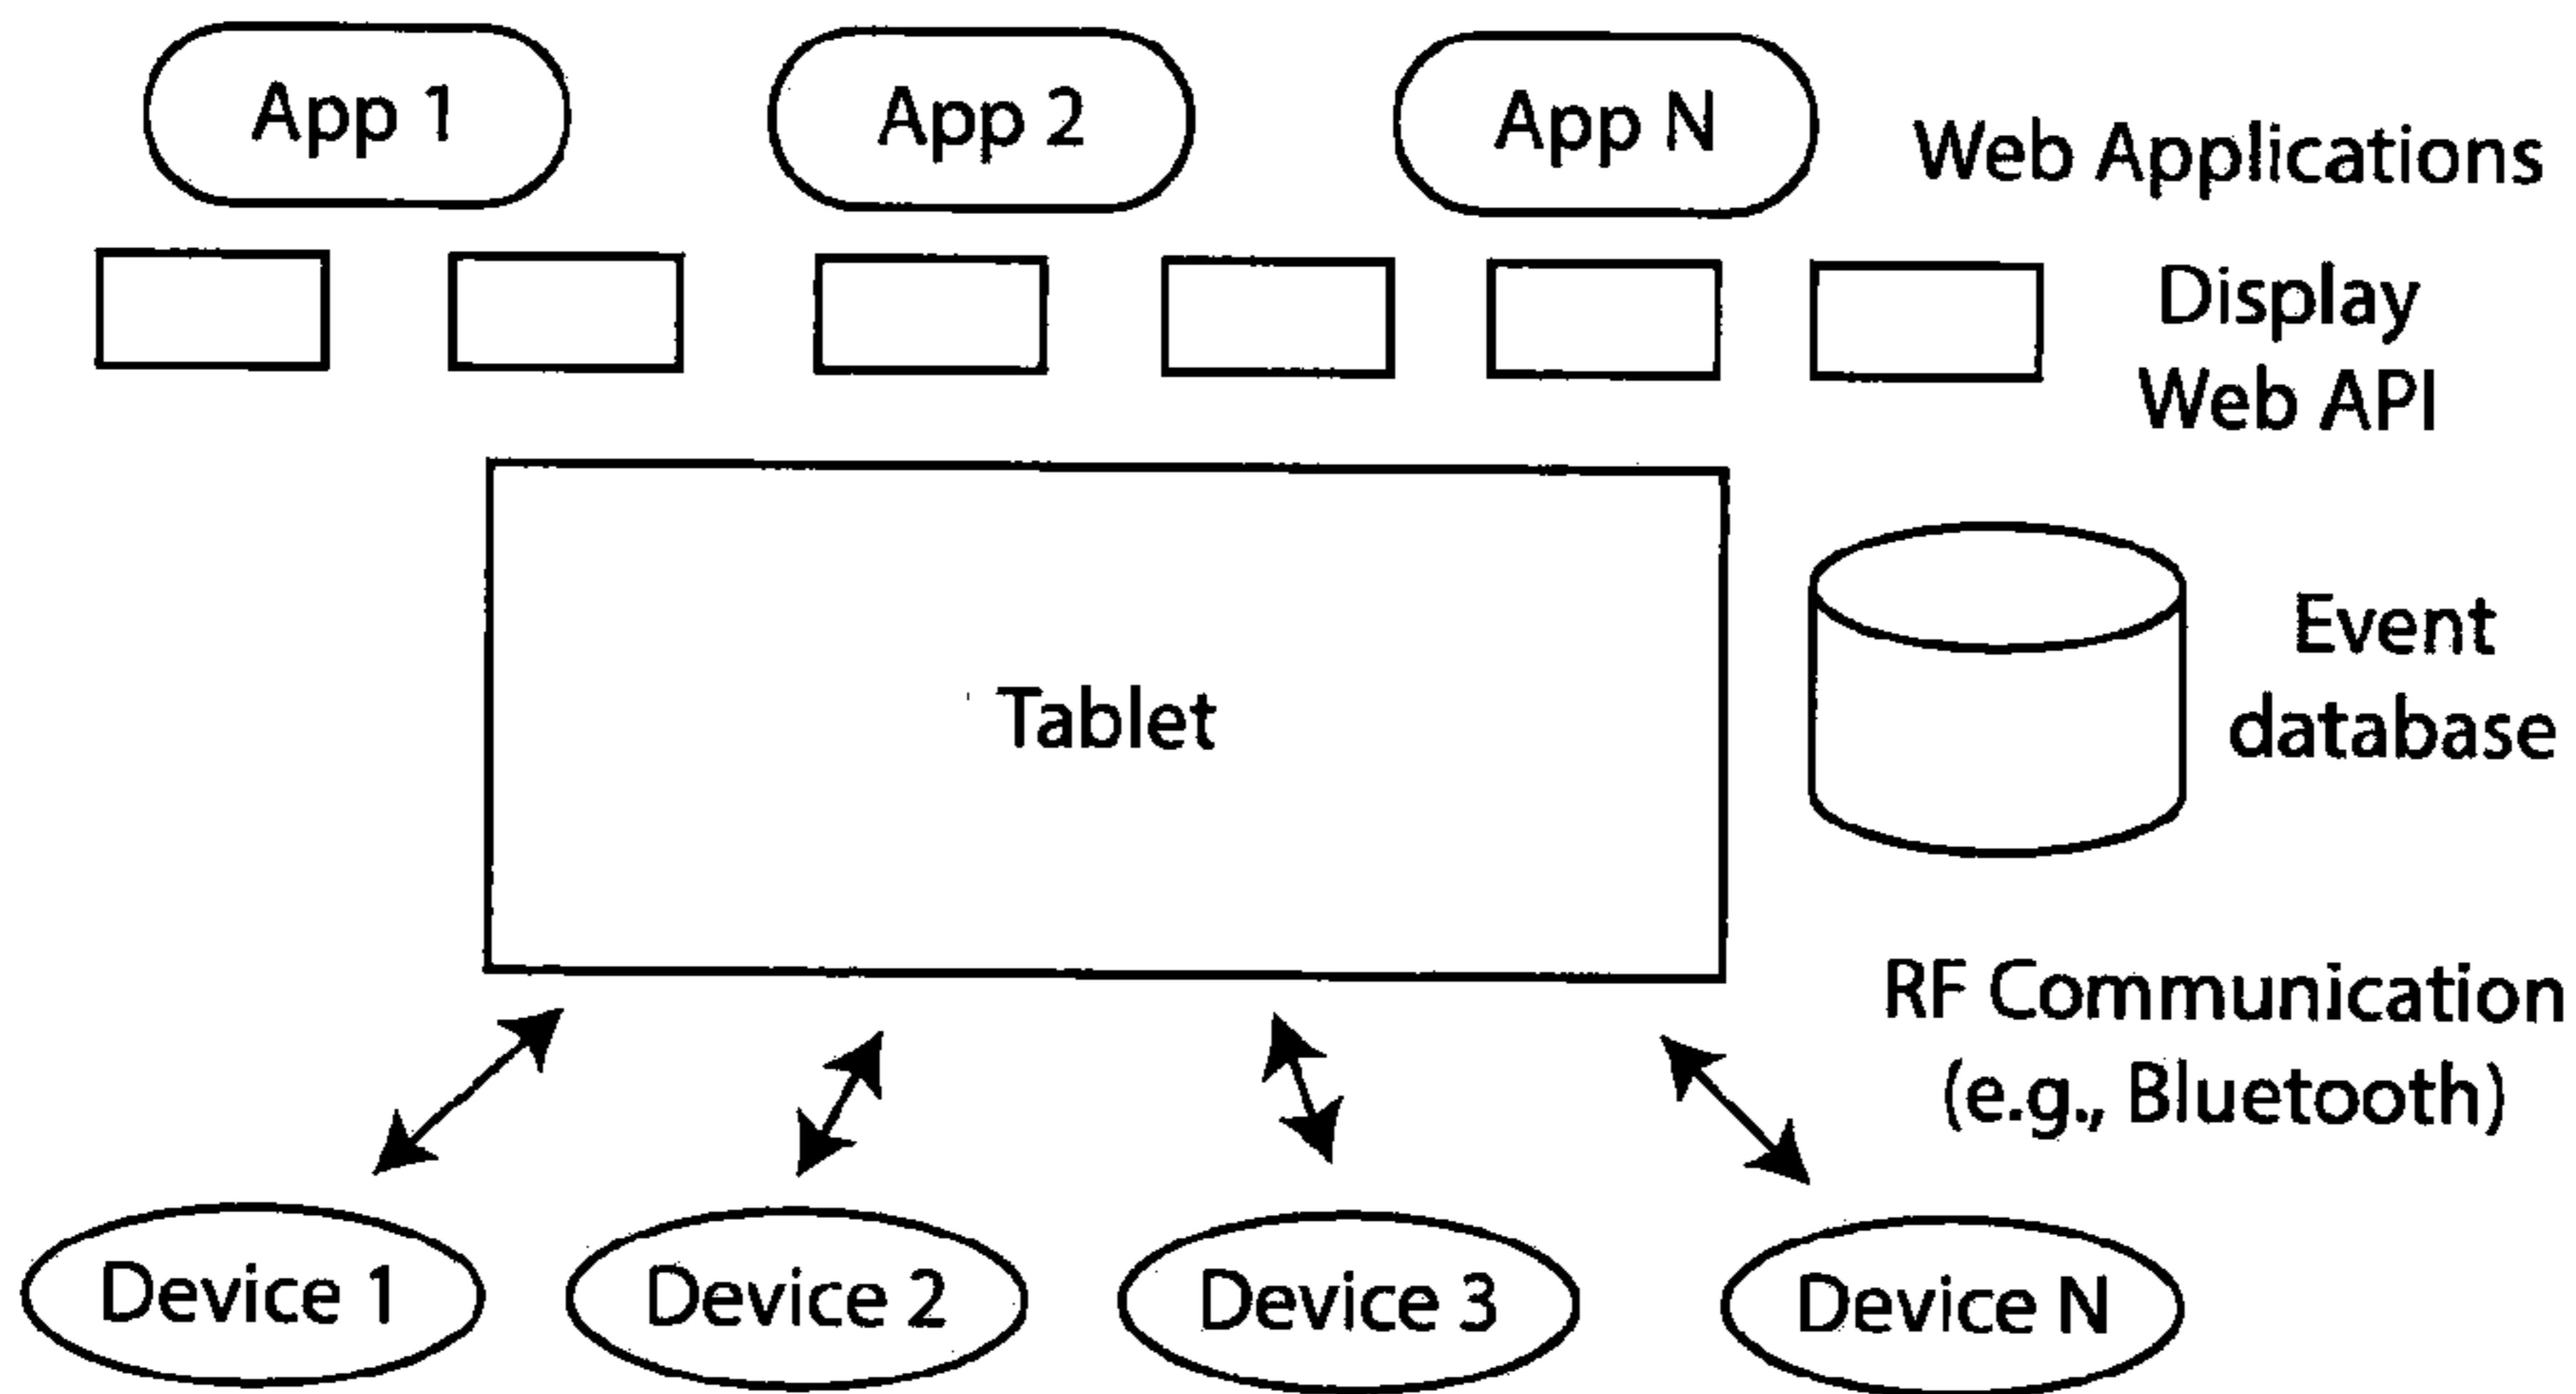 App 1
App 2
App N
Web Applications
Display
Web API
Tablet
Event
database
RF Communication
(e.g., Bluetooth)
Device 1
Device 2
Device 3
Device N